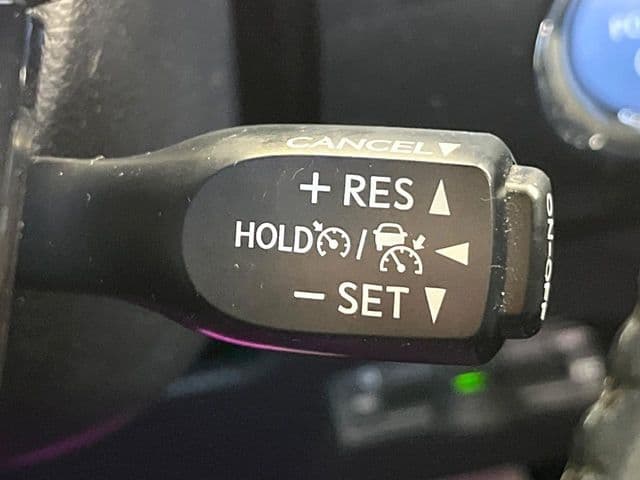 CANCEL▼
+ RES ▲
HOLD / ◄
− SET ▼
ON-OFF